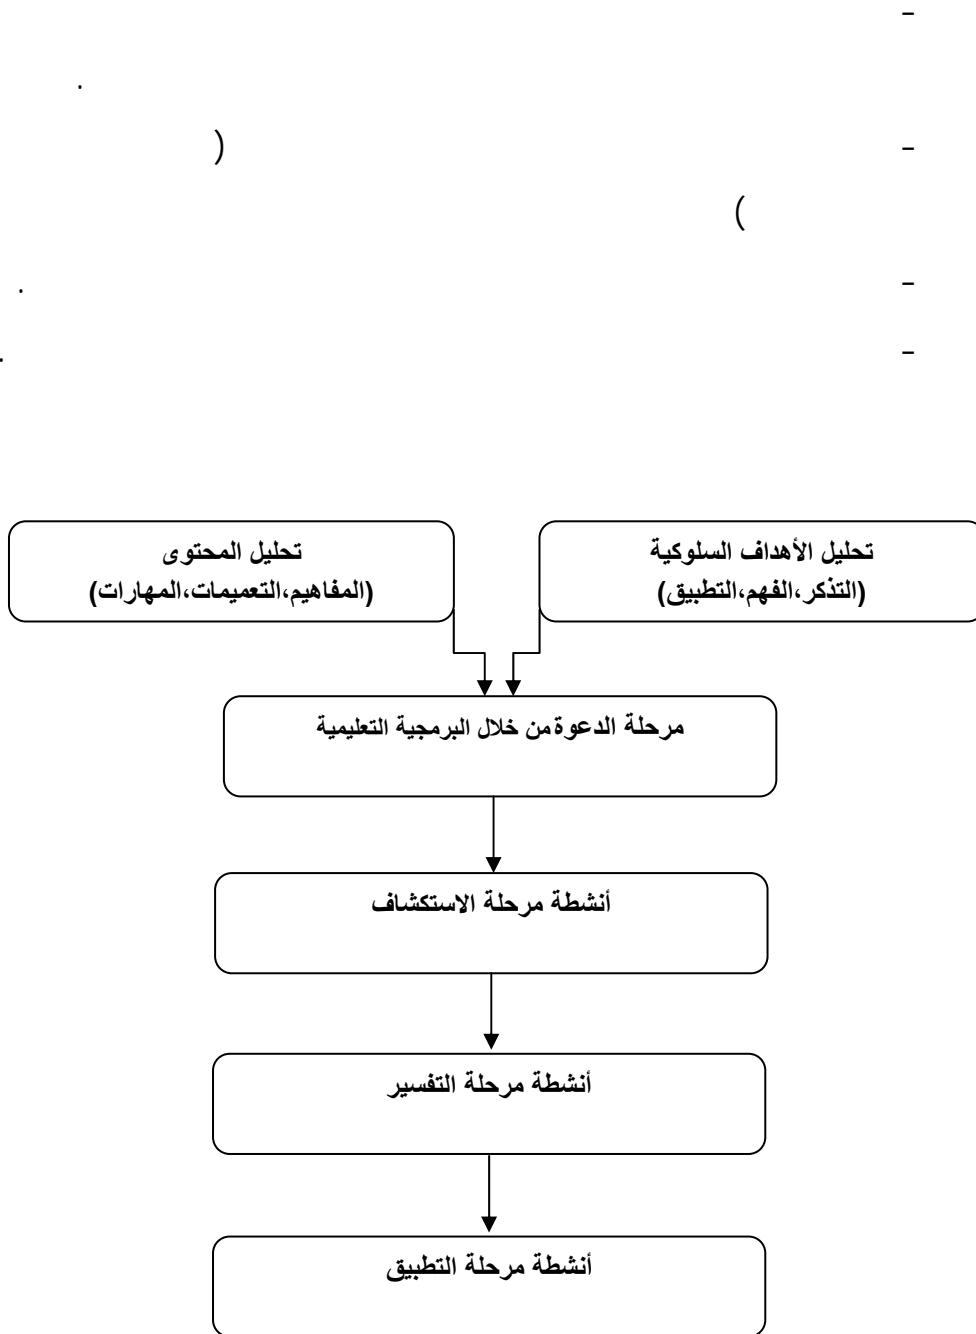 -
.
- (
)
- .
- .
تحليل الأهداف السلوكية
(التذكر،الفهم،التطبيق)
تحليل المحتوى
(المفاهيم،التعميمات،المهارات)
مرحلة الدعوة من خلال البرمجية التعليمية
أنشطة مرحلة الاستكشاف
أنشطة مرحلة التفسير
أنشطة مرحلة التطبيق